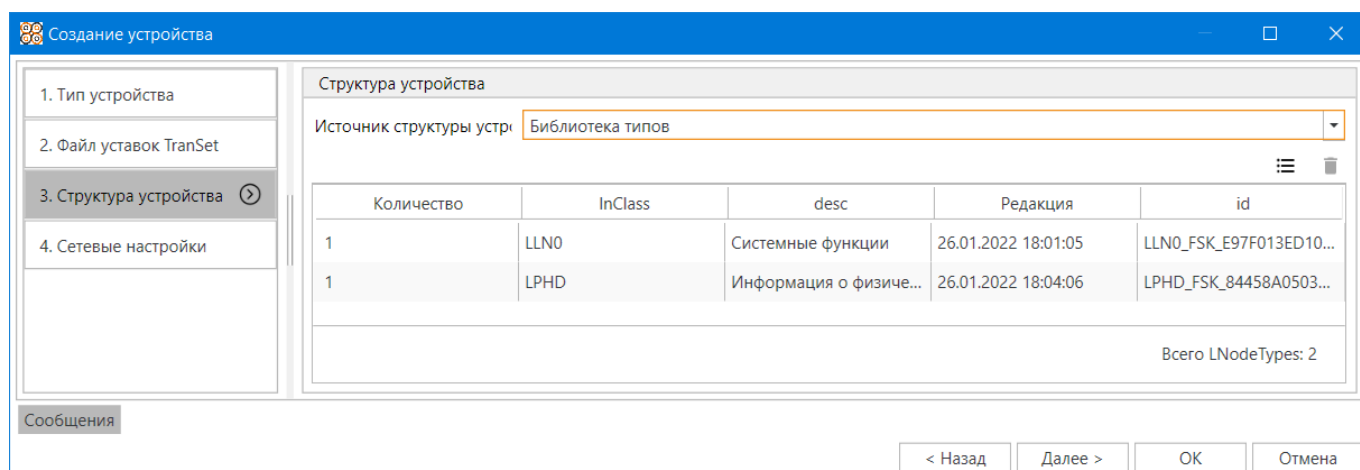 Создание устройства
1. Тип устройства
2. Файл уставок TranSet
3. Структура устройства
4. Сетевые настройки
Структура устройства
Источник структуры устро Библиотека типов
Количество InClass desc Редакция id
1 LLN0 Системные функции 26.01.2022 18:01:05 LLN0_FSK_E97F013ED10...
1 LPHD Информация о физиче... 26.01.2022 18:04:06 LPHD_FSK_84458A0503...
Всего LNodeTypes: 2
Сообщения
< Назад Далее > ОК Отмена